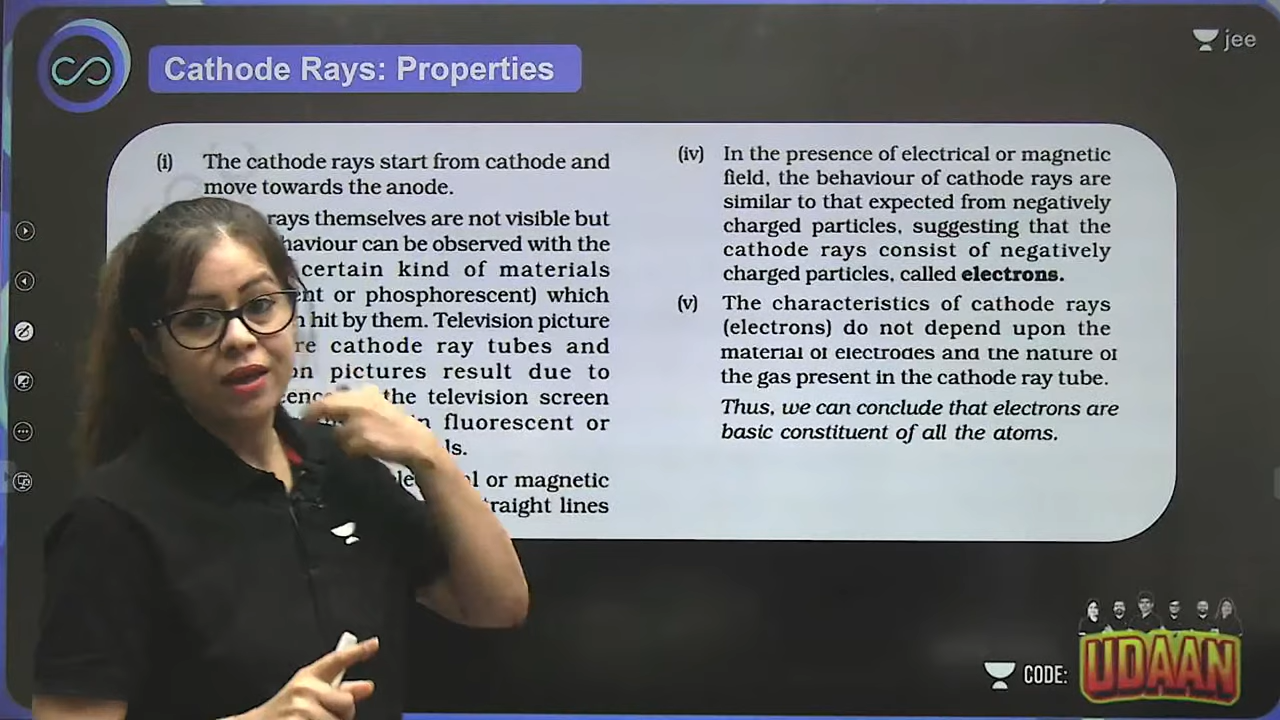 jee
Cathode Rays: Properties
(i) The cathode rays start from cathode and
move towards the anode.
rays themselves are not visible but
haviour can be observed with the
certain kind of materials
nt or phosphorescent) which
hit by them. Television picture
re cathode ray tubes and
on pictures result due to
the television screen
fluorescent or
ls.
or magnetic
traight lines
(iv) In the presence of electrical or magnetic
field, the behaviour of cathode rays are
similar to that expected from negatively
charged particles, suggesting that the
cathode rays consist of negatively
charged particles, called electrons.
(v) The characteristics of cathode rays
(electrons) do not depend upon the
material of electrodes and the nature of
the gas present in the cathode ray tube.
Thus, we can conclude that electrons are
basic constituent of all the atoms.
CODE:
UDAAN